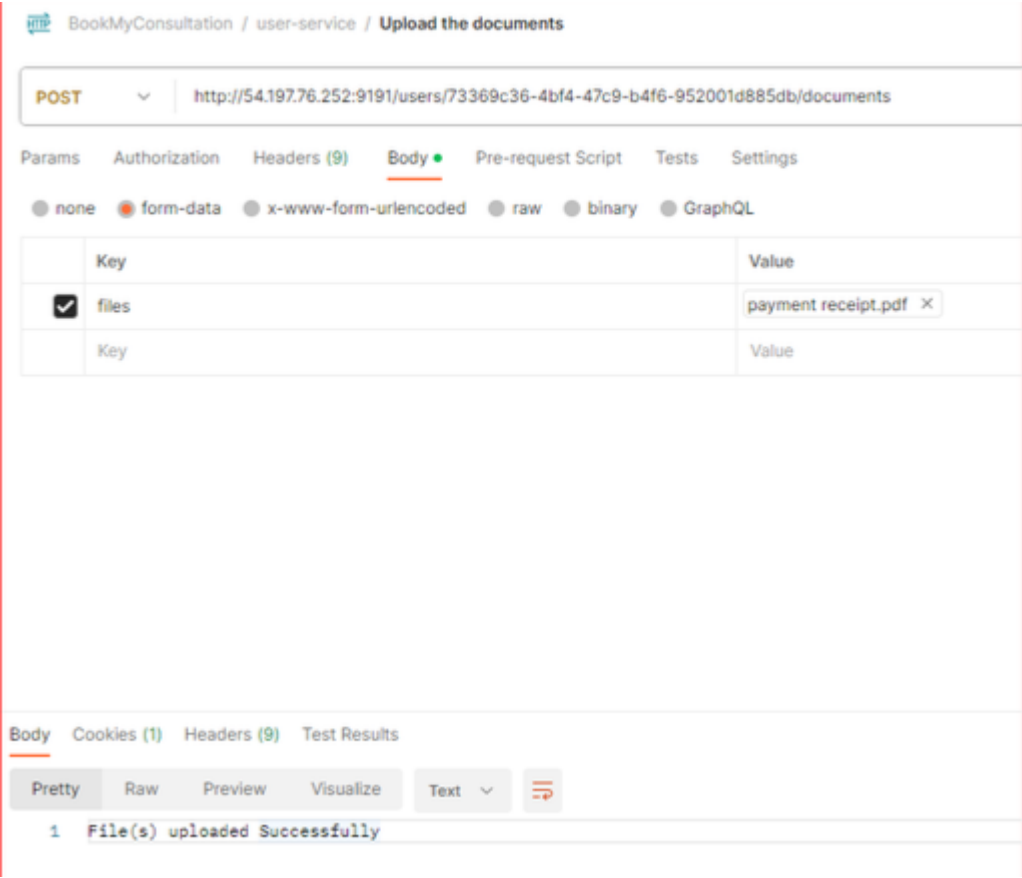 HTTP BookMyConsultation / user-service / Upload the documents
POST http://54.197.76.252:9191/users/73369c36-4bf4-47c9-b4f6-952001d885db/documents
Params Authorization Headers (9) Body Pre-request Script Tests Settings
none form-data x-www-form-urlencoded raw binary GraphQL
Key Value
files payment receipt.pdf ×
Key Value
Body Cookies (1) Headers (9) Test Results
Pretty Raw Preview Visualize Text
1 File(s) uploaded Successfully